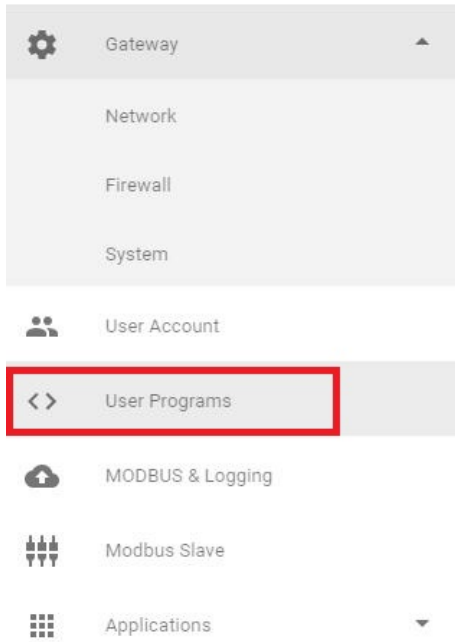 Gateway
Network
Firewall
System
User Account
User Programs
MODBUS & Logging
Modbus Slave
Applications